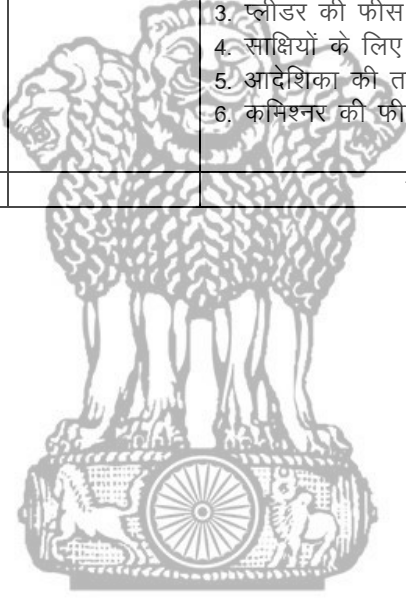 3. प्लीडर की फीस
4. साक्षियों के लिए
5. आदेशिका की
6. कमिश्नर की